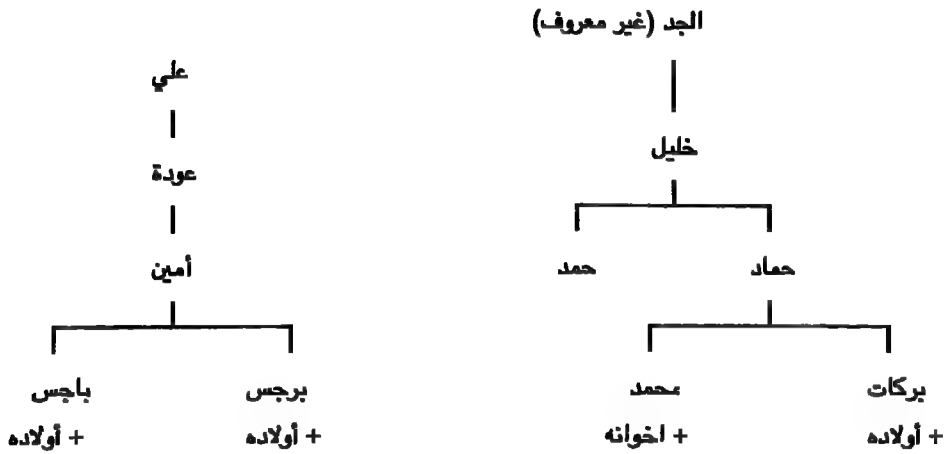 الجد (غير معروف)
خليل
حماد
حمد
بركات
+ أولاده
محمد
+ اخوانه
علي
عودة
أمين
برجس
+ أولاده
باجس
+ أولاده